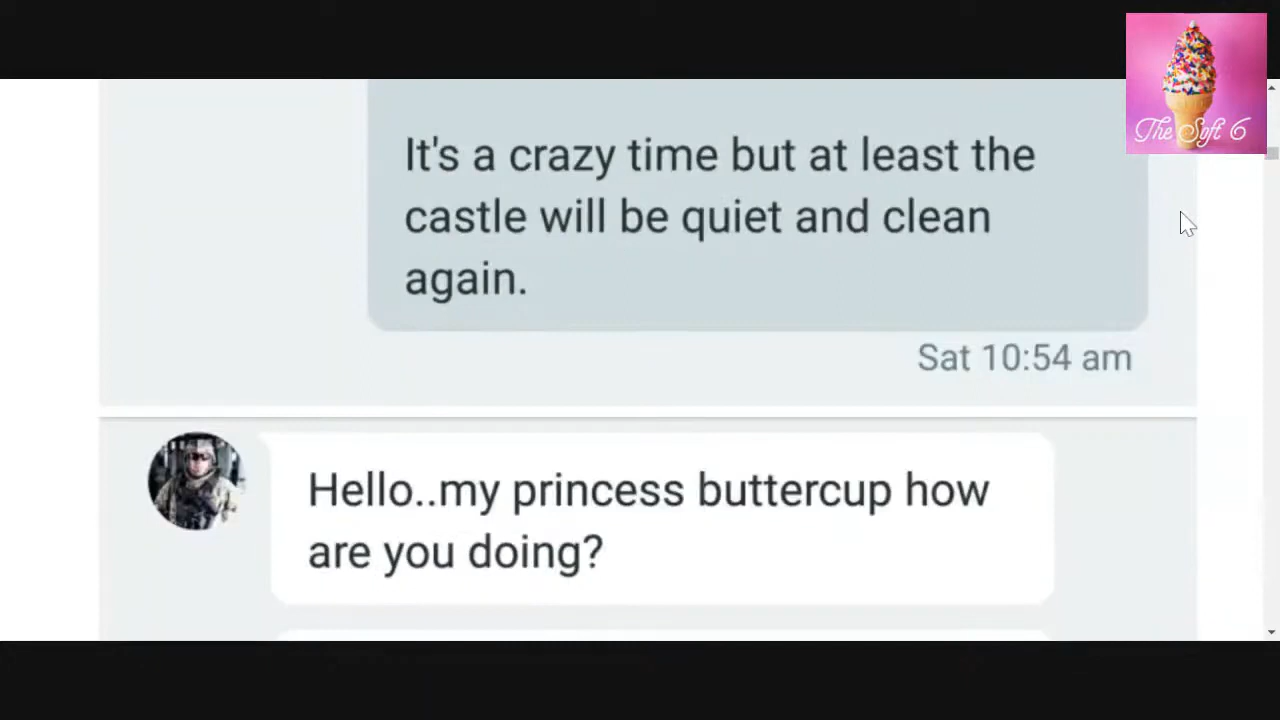 The Soft 6
It's a crazy time but at least the
castle will be quiet and clean
again.
Sat 10:54 am
Hello..my princess buttercup how
are you doing?